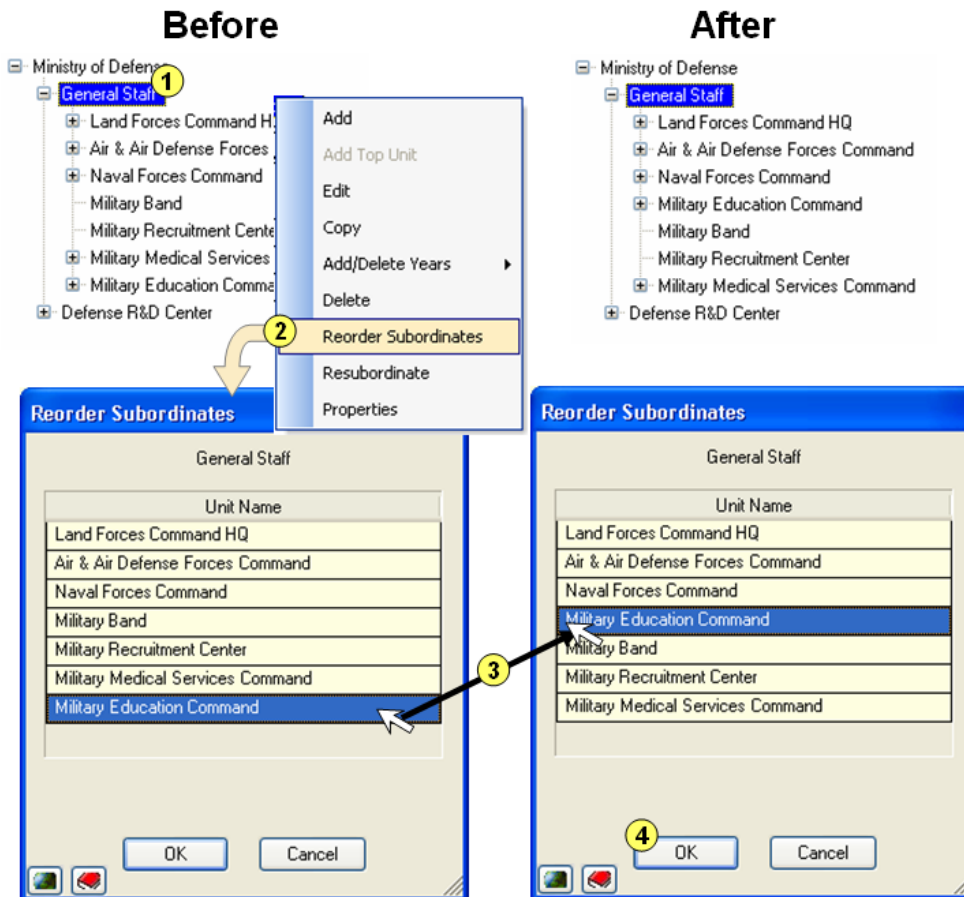 Before
Ministry of Defense
1
General Staff
Land Forces Command H
Air & Air Defense Forces
Naval Forces Command
Military Band
Military Recruitment Cente
Military Medical Services
Military Education Comma
Defense R&D Center
Add
Add Top Unit
Edit
Copy
Add/Delete Years
Delete
2
Reorder Subordinates
Resubordinate
Properties
After
Ministry of Defense
General Staff
Land Forces Command HQ
Air & Air Defense Forces Command
Naval Forces Command
Military Education Command
Military Band
Military Recruitment Center
Military Medical Services Command
Defense R&D Center
Reorder Subordinates
General Staff
Unit Name
Land Forces Command HQ
Air & Air Defense Forces Command
Naval Forces Command
Military Band
Military Recruitment Center
Military Medical Services Command
Military Education Command
OK Cancel
3
Reorder Subordinates
General Staff
Unit Name
Land Forces Command HQ
Air & Air Defense Forces Command
Naval Forces Command
Military Education Command
Military Band
Military Recruitment Center
Military Medical Services Command
4
OK Cancel